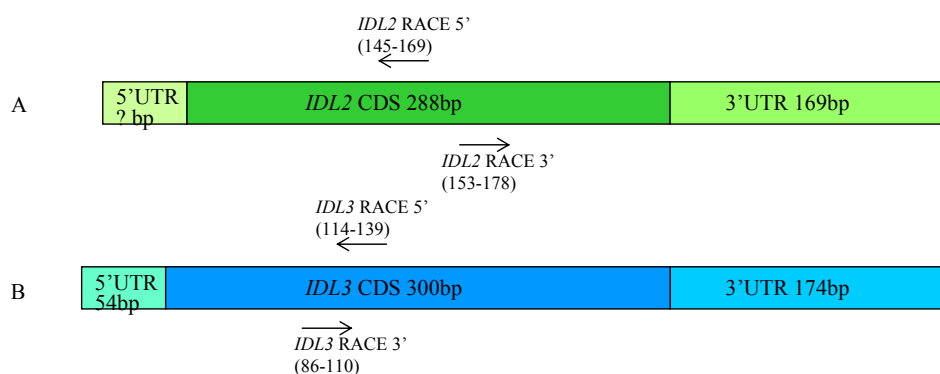 IDL2 RACE 5’
(145-169)
A
5’UTR
? bp
IDL2 CDS 288bp
3’UTR 169bp
IDL2 RACE 3’
(153-178)
IDL3 RACE 5’
(114-139)
B
5’UTR
54bp
IDL3 CDS 300bp
3’UTR 174bp
IDL3 RACE 3’
(86-110)